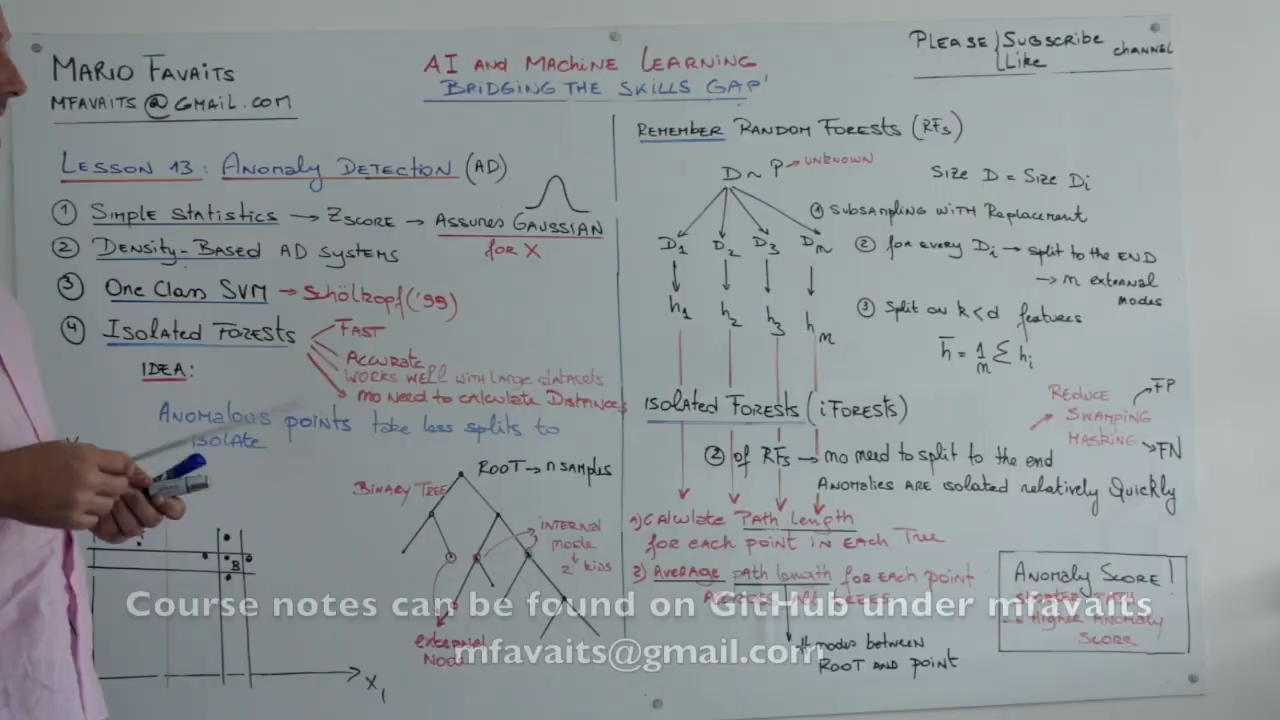 MARIO FAVAITS
MFAVAITS@GMAIL.COM
AI AND MACHINE LEARNING
'BRIDGING THE SKILLS GAP'
PLEASE Subscribe
Like
channel
LESSON 13: ANOMALY DETECTION (AD)
① SIMPLE STATISTICS → ZSCORE → ASSUMES GAUSSIAN
for X
② DENSITY-BASED AD SYSTEMS
③ ONE CLASS SVM → SCHÖLKOPF('99)
④ ISOLATED FORESTS
FAST
ACCURATE
WORKS WELL WITH LARGE DATASETS
NO NEED TO CALCULATE DISTANCES
IDEA:
ANOMALOUS POINTS TAKE LESS SPLITS TO
ISOLATE
B
X1
BINARY TREE
ROOT → n SAMPLES
INTERNAL
NODE
2 KIDS
EXTERNAL
NODE
REMEMBER RANDOM FORESTS (RFs)
D ~ P → UNKNOWN
SIZE D = SIZE Di
① SUBSAMPLING WITH REPLACEMENT
D1 D2 D3 Dm
② for every Di → split to the END
→ n external
nodes
h1 h2 h3 hm
③ Split on k<d features
h̄ = 1/m Σ hi
ISOLATED FORESTS (iFORESTS)
REDUCE
SWAMPING
MASKING
FP
FN
② of RFs → no need to split to the end
ANOMALIES ARE isolated relatively Quickly
1) Calculate Path length
for each point in each Tree
2) AVERAGE path length for each point
ACROSS ALL TREES
# nodes between
ROOT AND point
ANOMALY SCORE!
SHORTER PATH
= Higher ANOMALY
SCORE
Course notes can be found on GitHub under mfavaits
mfavaits@gmail.com